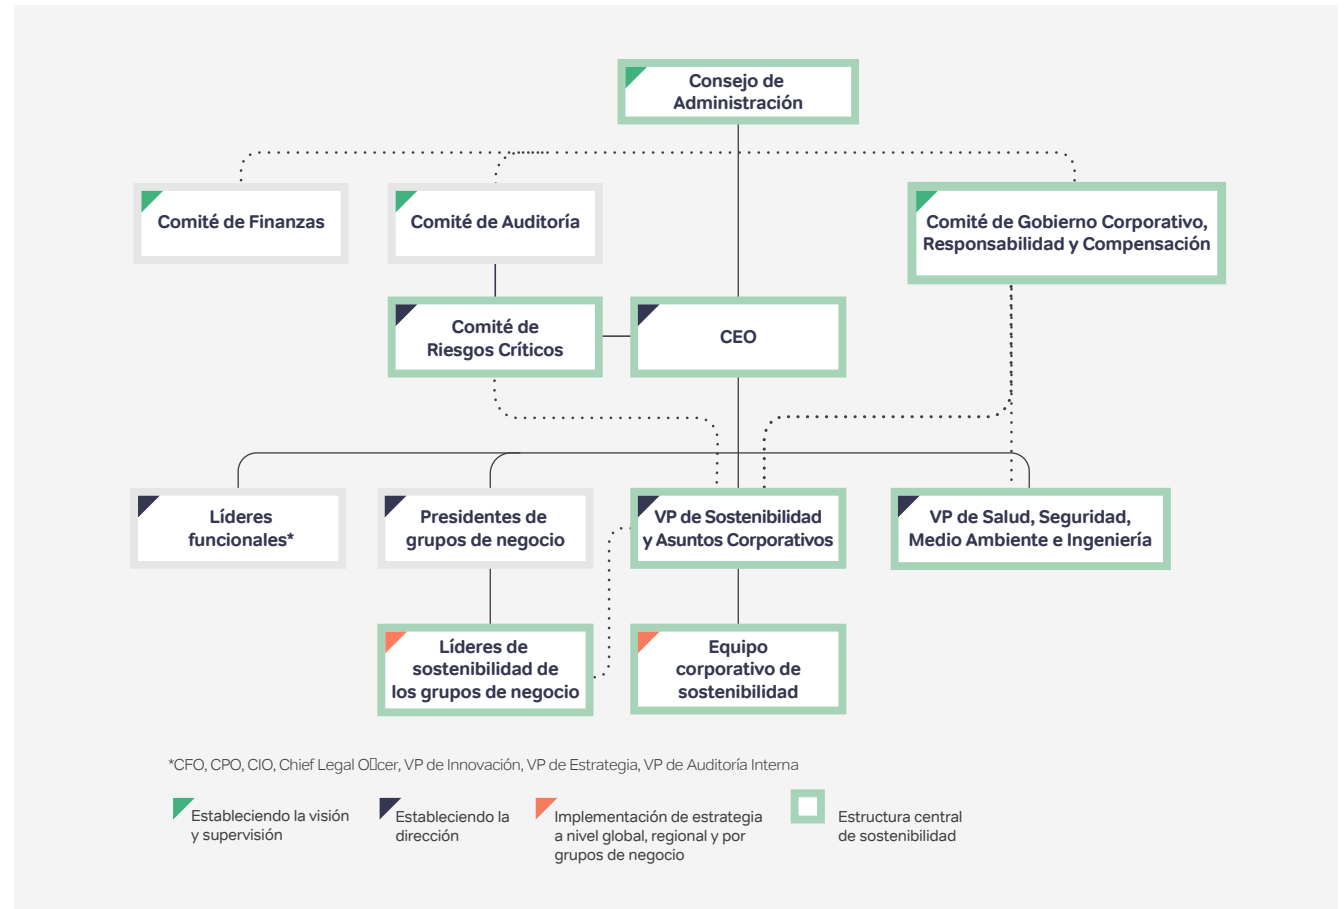 Consejo de
Administración
Comité de Finanzas
Comité de Auditoría
Comité de Gobierno Corporativo,
Responsabilidad y Compensación
Comité de
Riesgos Críticos
CEO
Líderes
funcionales*
Presidentes de
grupos de negocio
VP de Sostenibilidad
y Asuntos Corporativos
VP de Salud, Seguridad,
Medio Ambiente e Ingeniería
Líderes de
sostenibilidad de
los grupos de negocio
Equipo
corporativo de
sostenibilidad
*CFO, CPO, CIO, Chief Legal O▯cer, VP de Innovación, VP de Estrategia, VP de Auditoría Interna
Estableciendo la visión
y supervisión
Estableciendo la
dirección
Implementación de estrategia
a nivel global, regional y por
grupos de negocio
Estructura central
de sostenibilidad